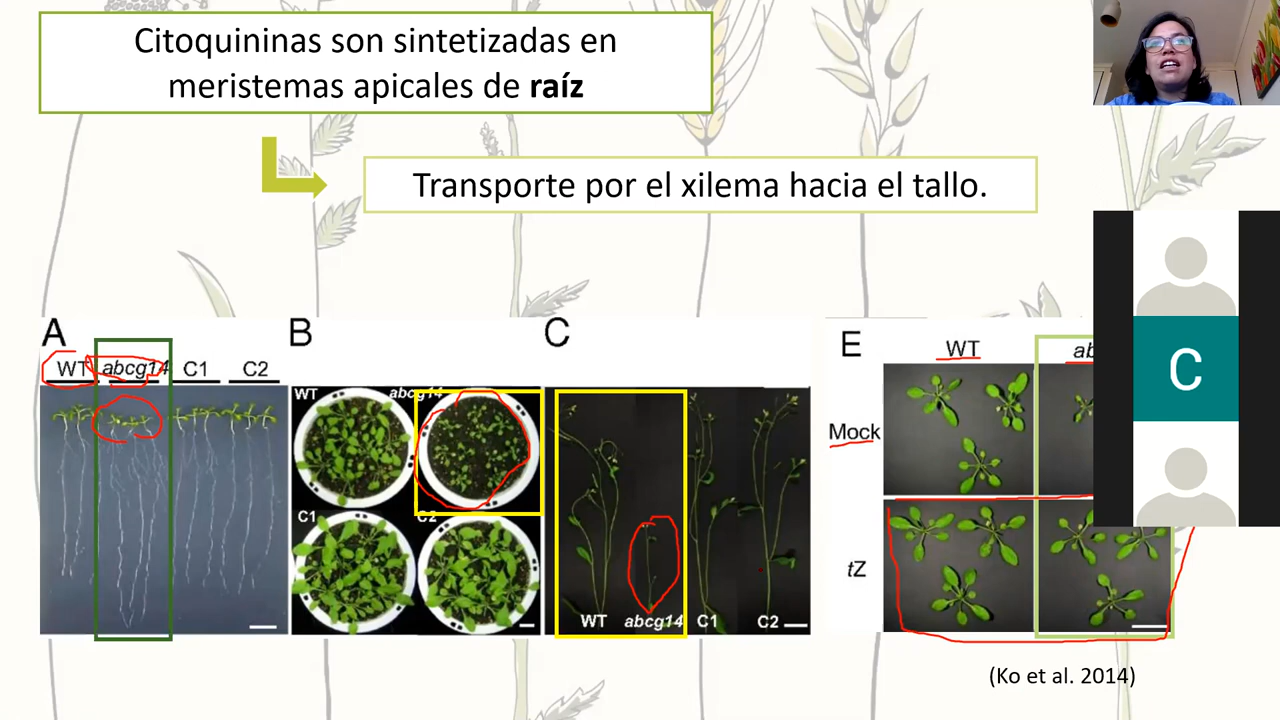 Citoquininas son sintetizadas en
meristemas apicales de raíz
Transporte por el xilema hacia el tallo.
A
WT abcg14 C1 C2
B
WT abcg14
C1 C2
C
WT abcg14 C1 C2
E
WT ab
Mock
tZ
C
(Ko et al. 2014)